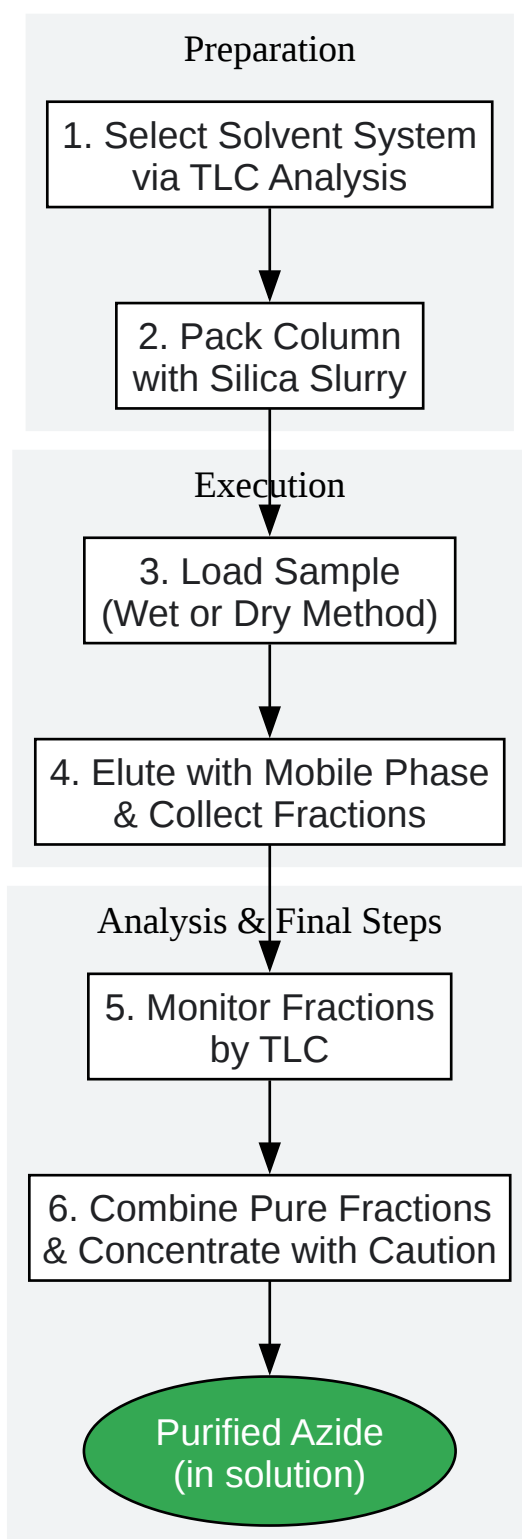 Preparation
1. Select Solvent System
via TLC Analysis
2. Pack Column
with Silica Slurry
Execution
3. Load Sample
(Wet or Dry Method)
4. Elute with Mobile Phase
& Collect Fractions
Analysis & Final Steps
5. Monitor Fractions
by TLC
6. Combine Pure Fractions
& Concentrate with Caution
Purified Azide
(in solution)